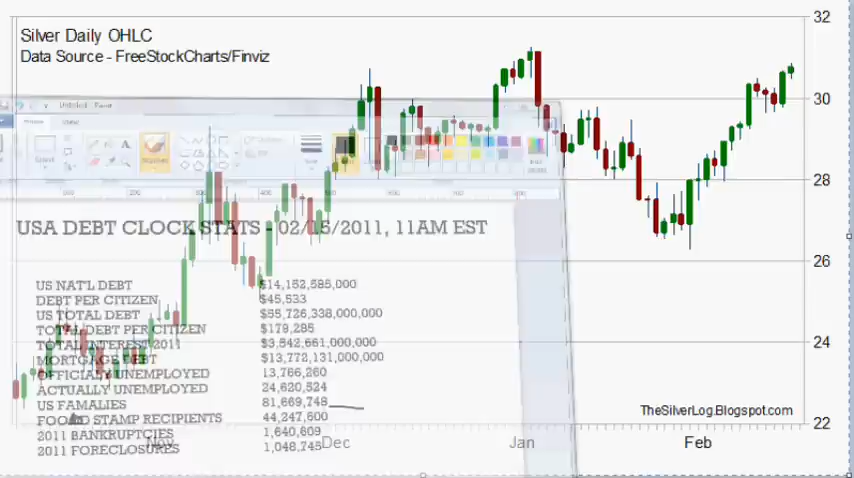 Silver Daily OHLC
Data Source - FreeStockCharts/Finviz
32
30
28
26
24
22
Untitled - Paint
USA DEBT CLOCK STATS - 02/15/2011, 11AM EST
US NAT'L DEBT $14,152,585,000
DEBT PER CITIZEN $45,533
US TOTAL DEBT $55,726,338,000,000
TOTAL DEBT PER CITIZEN $179,285
TOTAL INTEREST 2011 $3,542,661,000,000
MORTGAGE DEBT $13,772,131,000,000
OFFICIALLY UNEMPLOYED 13,766,260
ACTUALLY UNEMPLOYED 24,620,524
US FAMALIES 81,669,748
FOOD STAMP RECIPIENTS 44,247,600
2011 BANKRUPTCIES 1,640,609
2011 FORECLOSURES 1,048,745
TheSilverLog.Blogspot.com
Nov Dec Jan Feb